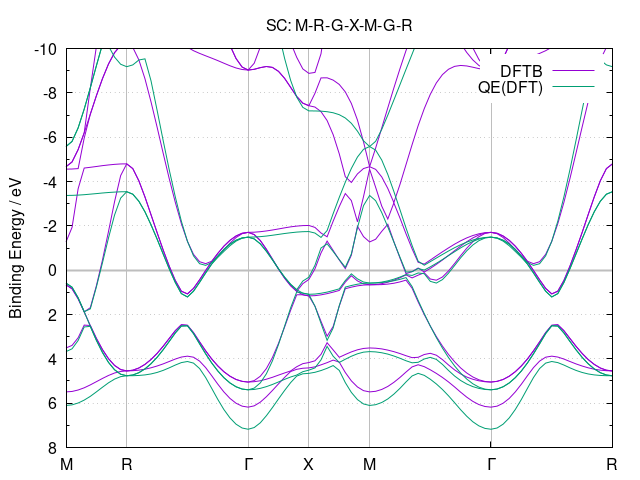 SC: M-R-G-X-M-G-R
Binding Energy / eV
-10
-8
-6
-4
-2
0
2
4
6
8
DFTB
QE(DFT)
M R Γ X M Γ R